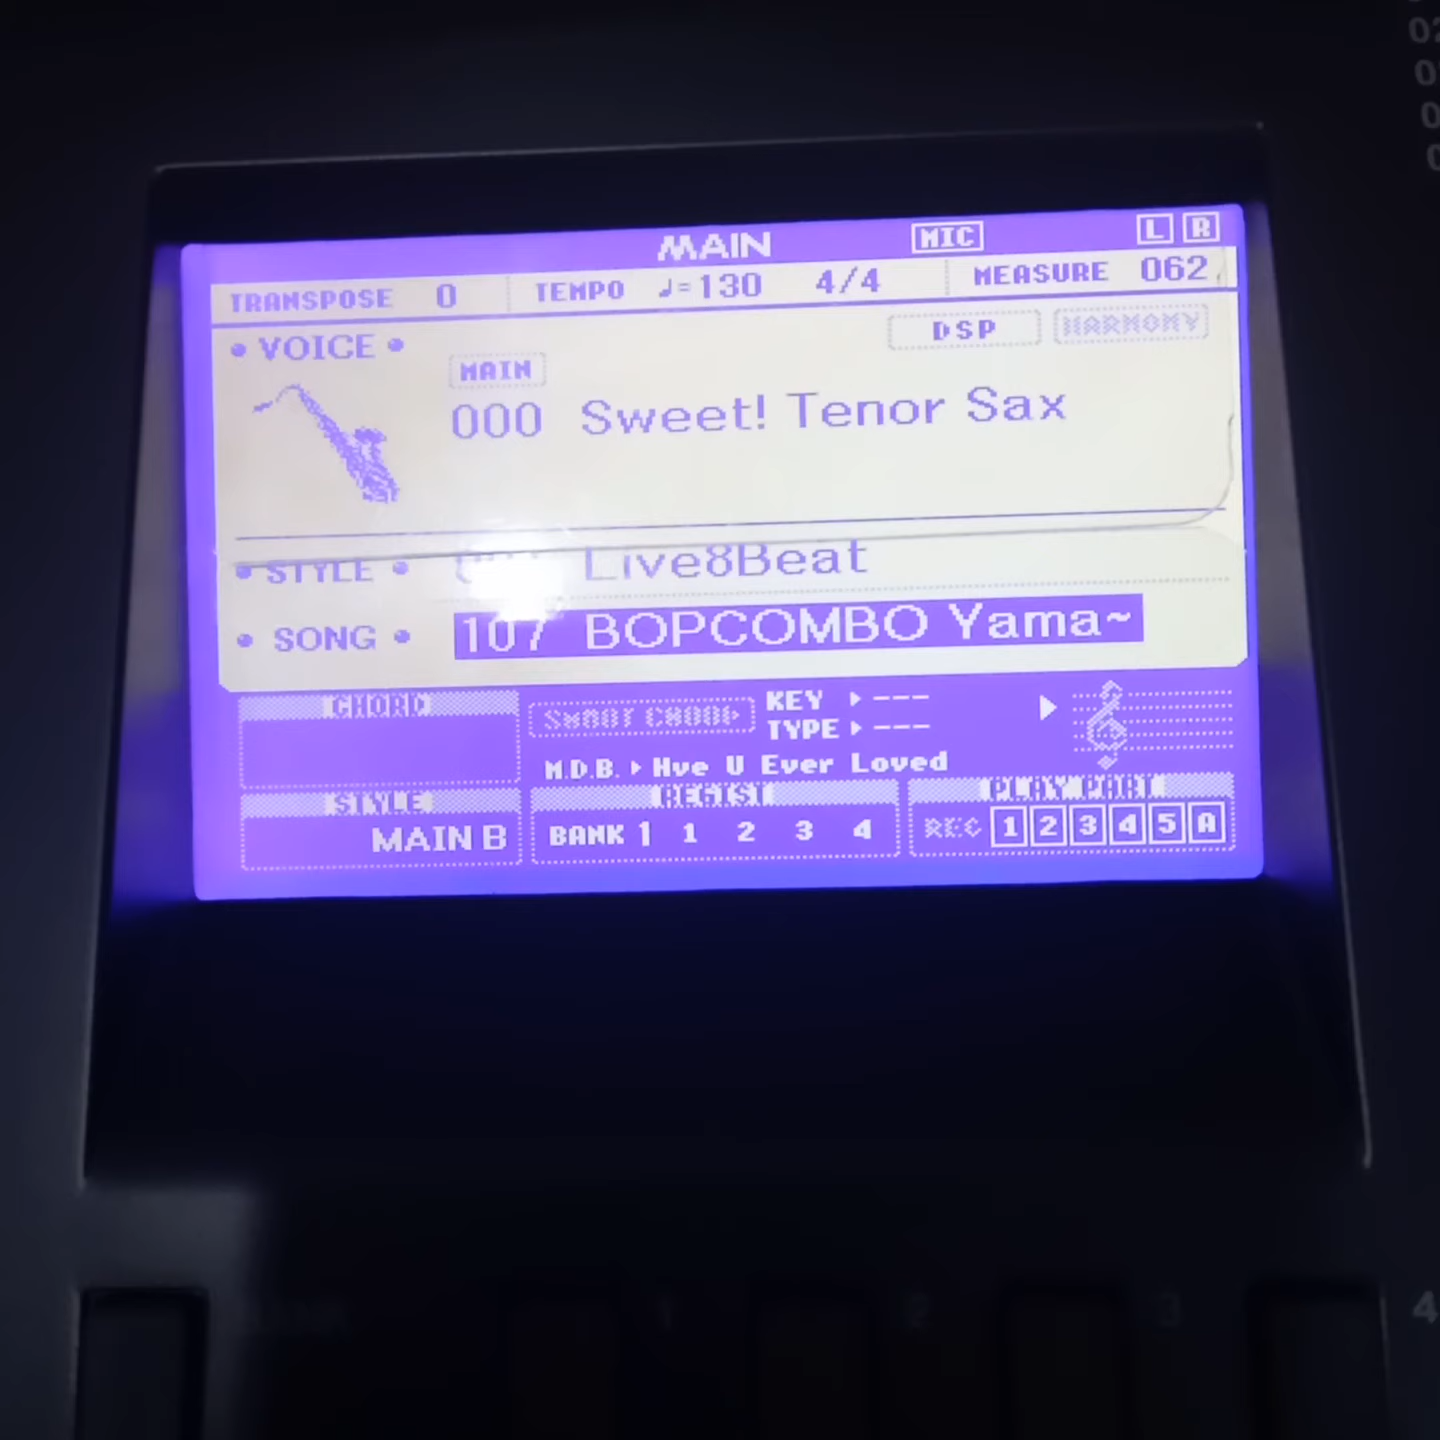 MAIN MIC L R
TRANSPOSE 0 TEMPO ♩=130 4/4 MEASURE 062
• VOICE • DSP HARMONY
MAIN
000 Sweet! Tenor Sax
• STYLE • Live8Beat
• SONG • 107 BOPCOMBO Yama~
CHORD
KEY ▸ ---
TYPE ▸ ---
M.D.B. ▸ Hve U Ever Loved
STYLE REGIST PLAY PART
MAIN B BANK 1 1 2 3 4 REC 1 2 3 4 5 A
4